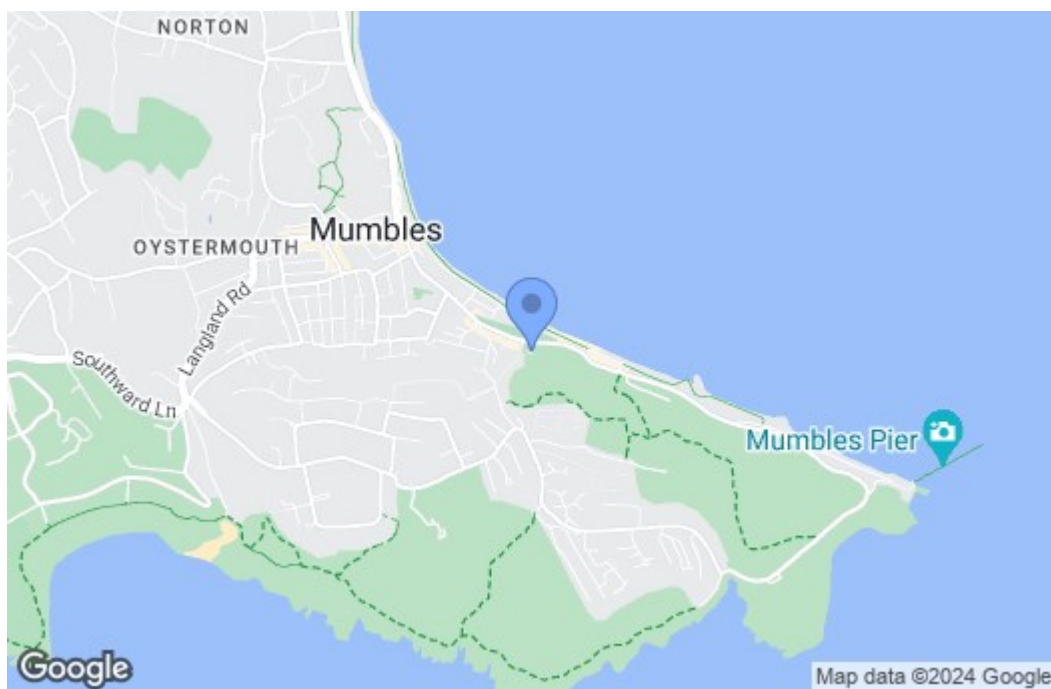 NORTON
Mumbles
OYSTERMOUTH
Langland Rd
Southward Ln
Mumbles Pier
Google
Map data ©2024 Google